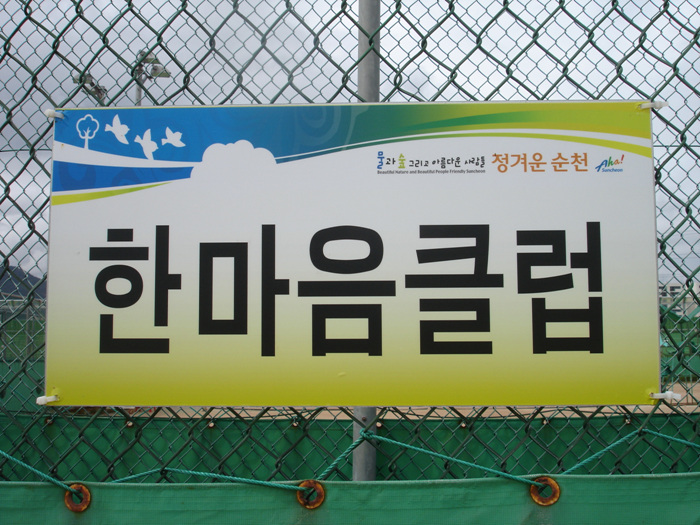 물과 숲 그리고 아름다운 사람들 정겨운 순천 Aha! Suncheon
Beautiful Nature and Beautiful People Friendly Suncheon
한마음클럽